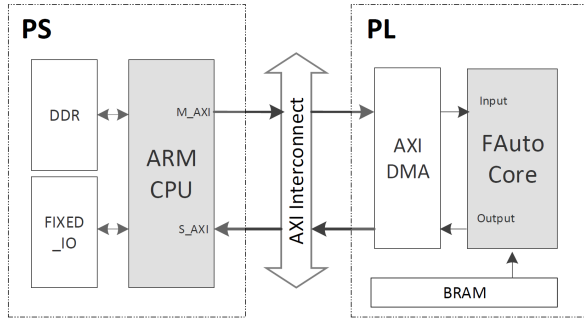 PS
DDR
FIXED
_IO
M_AXI
ARM
CPU
S_AXI
AXI Interconnect
PL
AXI
DMA
Input
FAuto
Core
Output
BRAM